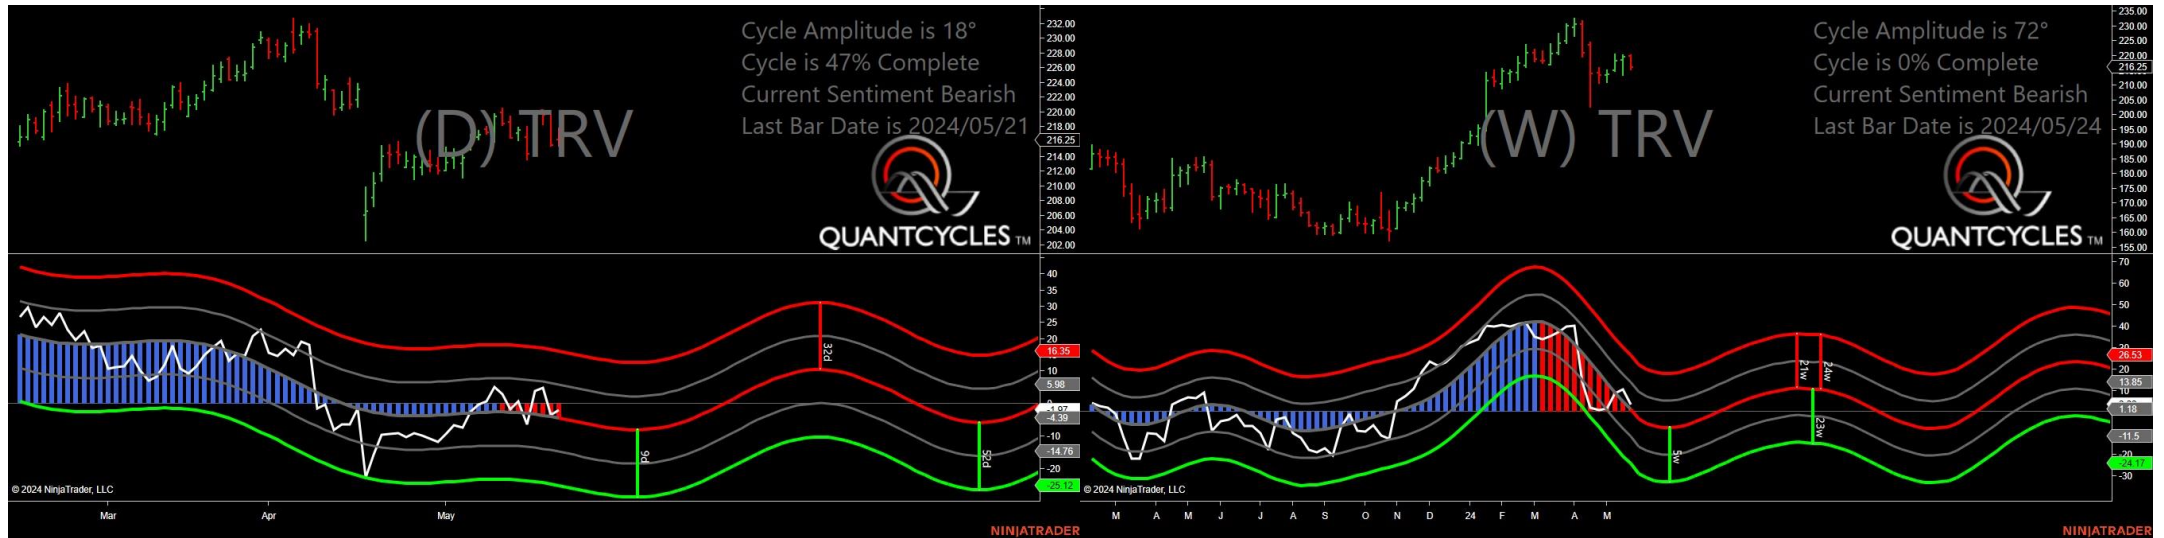 Cycle Amplitude is 18°
Cycle is 47% Complete
Current Sentiment Bearish
Last Bar Date is 2024/05/21
(D) TRV
QUANTCYCLES TM
232.00
230.00
228.00
226.00
224.00
222.00
220.00
218.00
216.25
214.00
212.00
210.00
208.00
206.00
204.00
202.00
40
35
30
25
20
16.35
10
5.98
0
-4.39
-10
-14.76
-20
-25.12
9d
32d
52d
© 2024 NinjaTrader, LLC
Mar Apr May
NINJATRADER
Cycle Amplitude is 72°
Cycle is 0% Complete
Current Sentiment Bearish
Last Bar Date is 2024/05/24
(W) TRV
QUANTCYCLES TM
235.00
230.00
225.00
220.00
216.25
210.00
205.00
200.00
195.00
190.00
185.00
180.00
175.00
170.00
165.00
160.00
155.00
70
60
50
40
30
26.53
20
13.85
10
1.18
-11.5
-20
-24.17
-30
5w
21w
24w
23w
© 2024 NinjaTrader, LLC
M A M J J A S O N D 24 F M A M
NINJATRADER